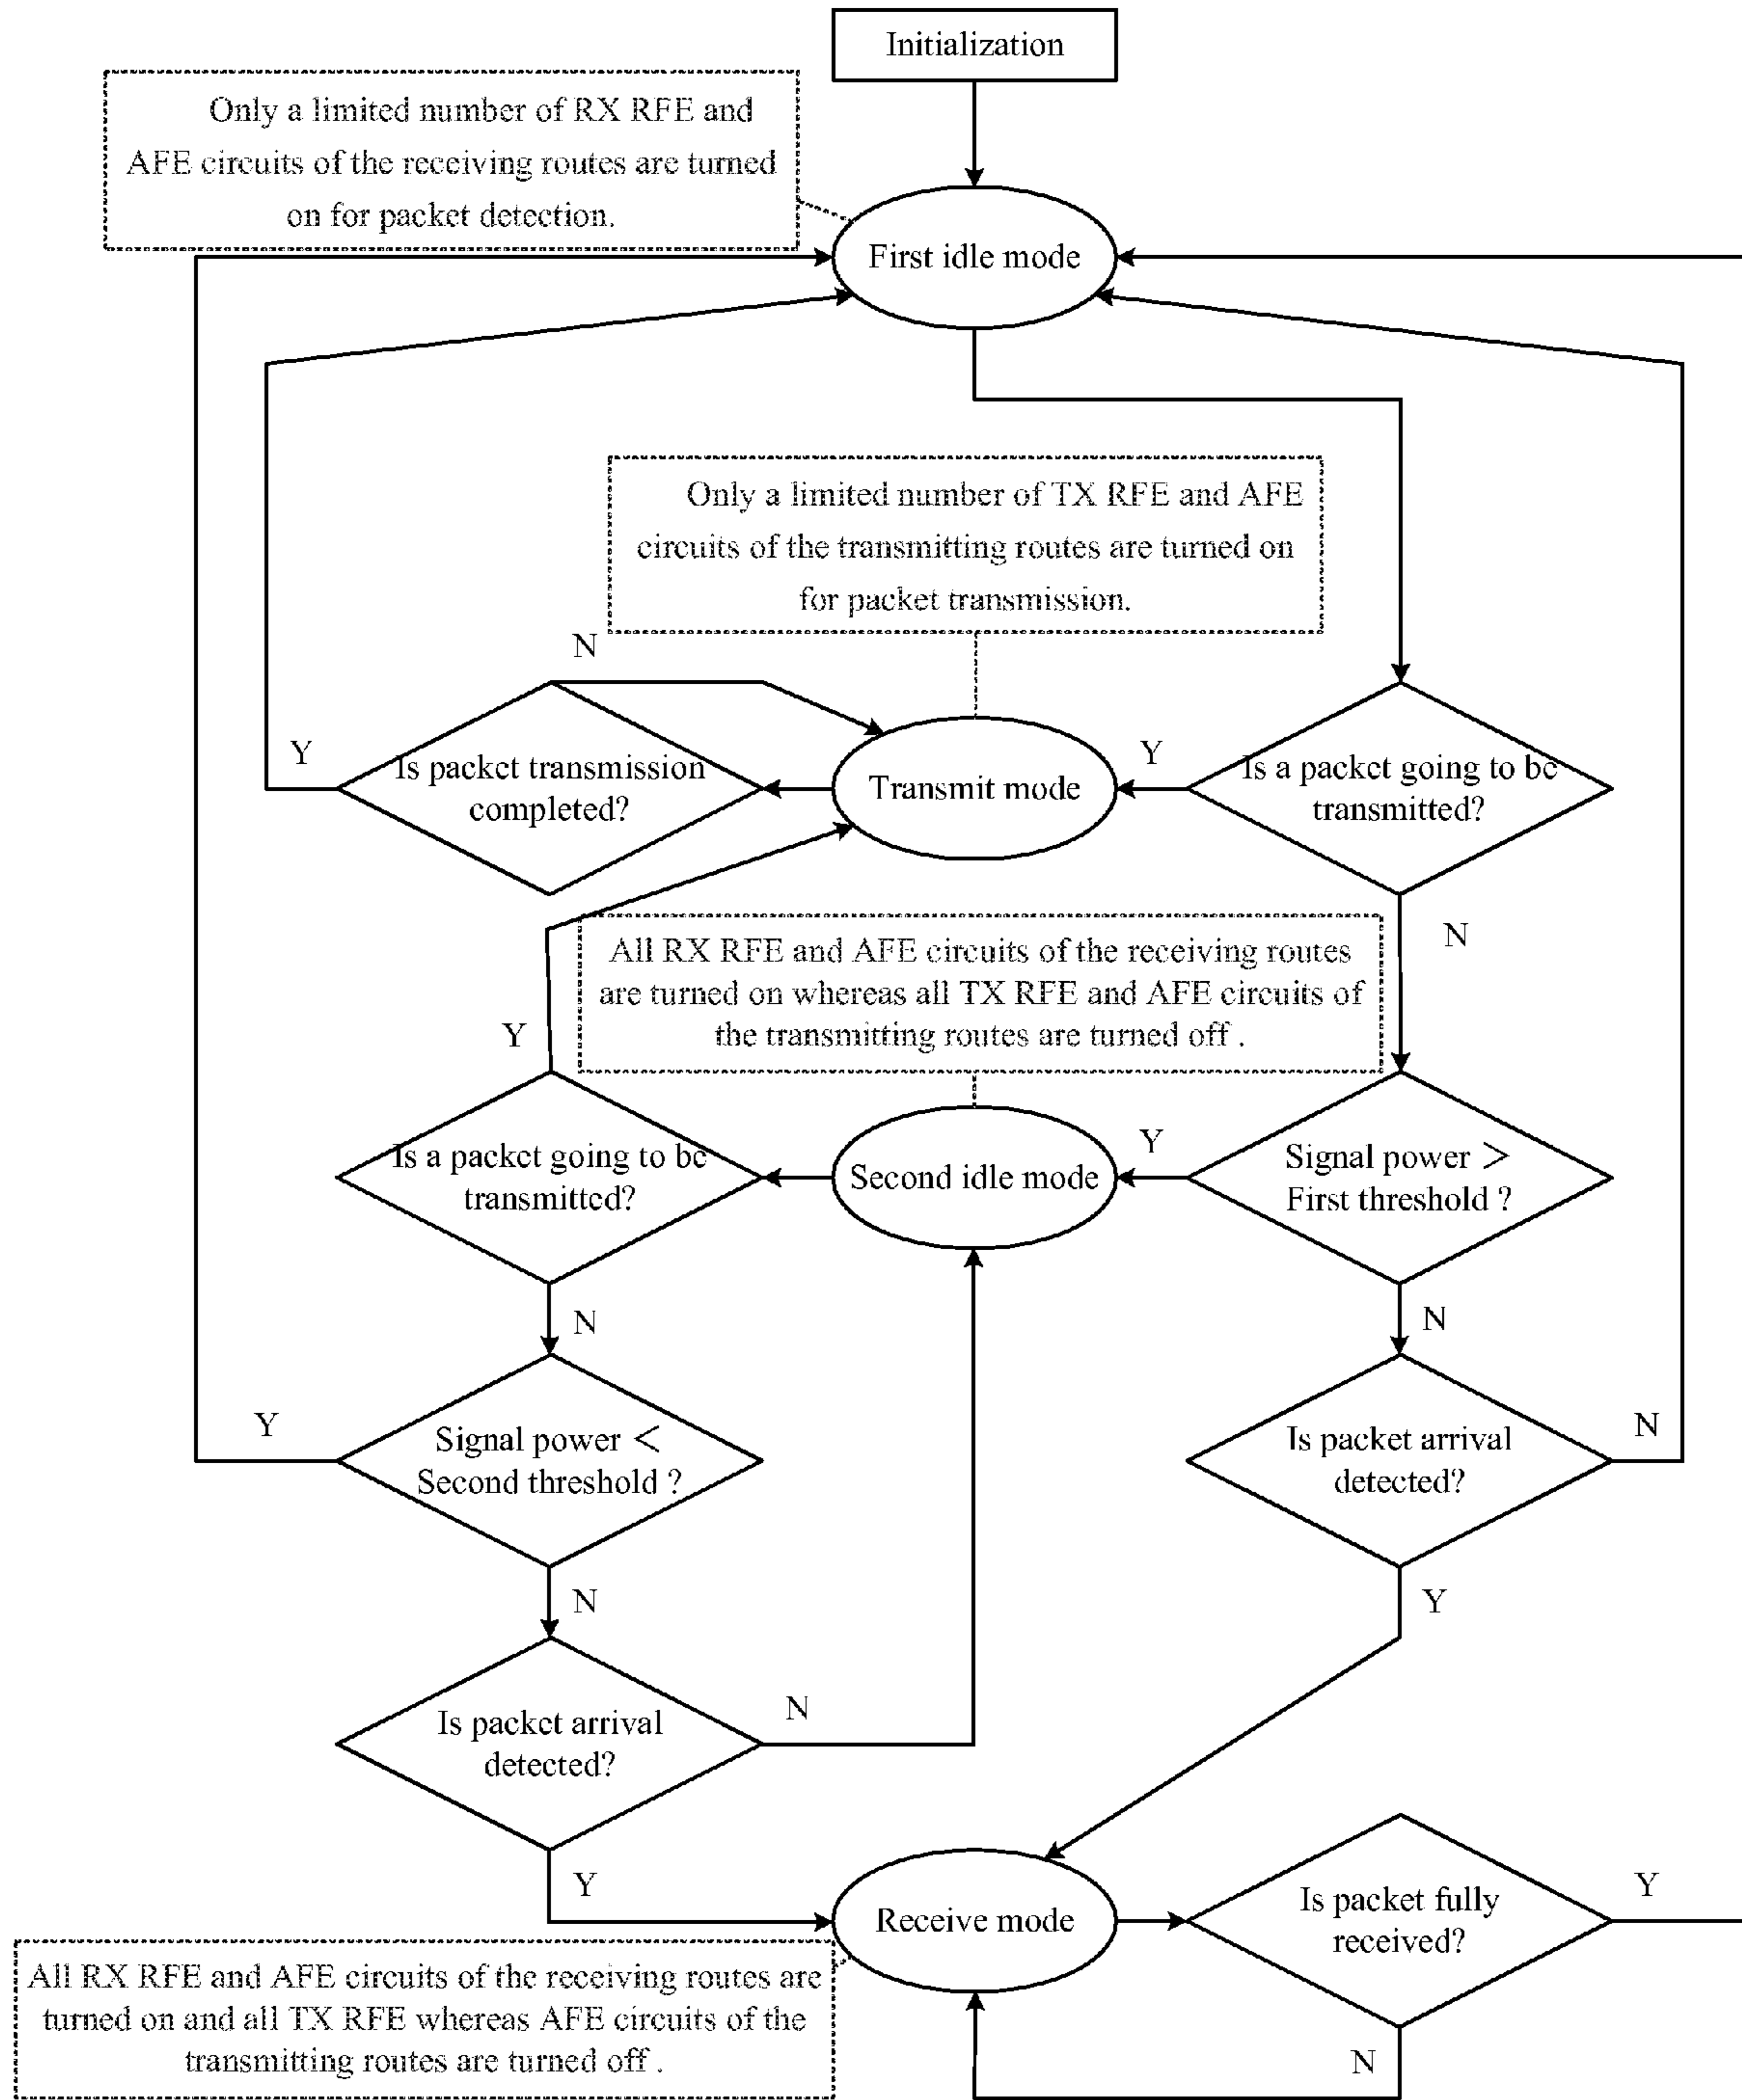 Initialization
Only a limited number of RX RFE and
AFE circuits of the receiving routes are turned
on for packet detection.
First idle mode
Only a limited number of TX RFE and AFE
circuits of the transmitting routes are turned on
for packet transmission.
N
Y
Is packet transmission
completed?
Transmit mode
Y
Is a packet going to be
transmitted?
N
All RX RFE and AFE circuits of the receiving routes
are turned on whereas all TX RFE and AFE circuits of
the transmitting routes are turned off .
Y
Is a packet going to be
transmitted?
Second idle mode
Y
Signal power >
First threshold ?
N
N
Y
Signal power <
Second threshold ?
Is packet arrival
detected?
N
N
Y
Is packet arrival
detected?
N
Y
Receive mode
Is packet fully
received?
Y
All RX RFE and AFE circuits of the receiving routes are
turned on and all TX RFE whereas AFE circuits of the
transmitting routes are turned off .
N